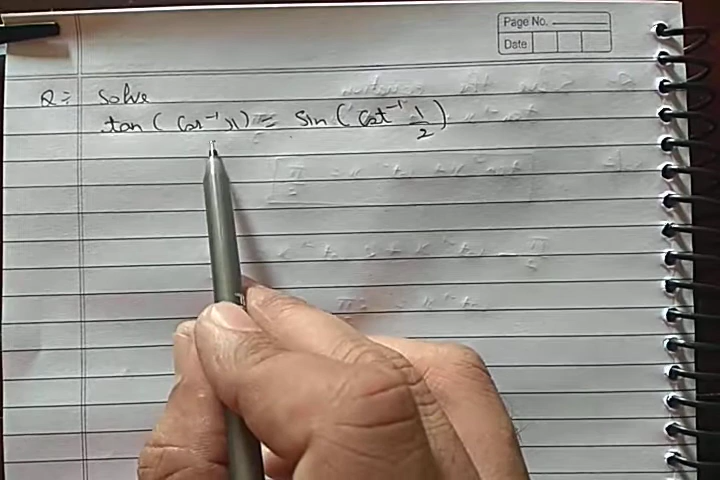 Page No.
Date
Q:- Solve
tan ( Cos⁻¹ x) = sin ( Cot⁻¹ 1/2 )